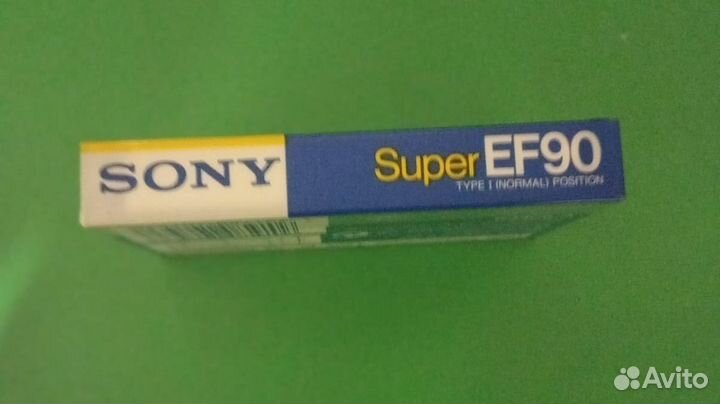 SONY
Super EF90
TYPE I (NORMAL) POSITION
Avito